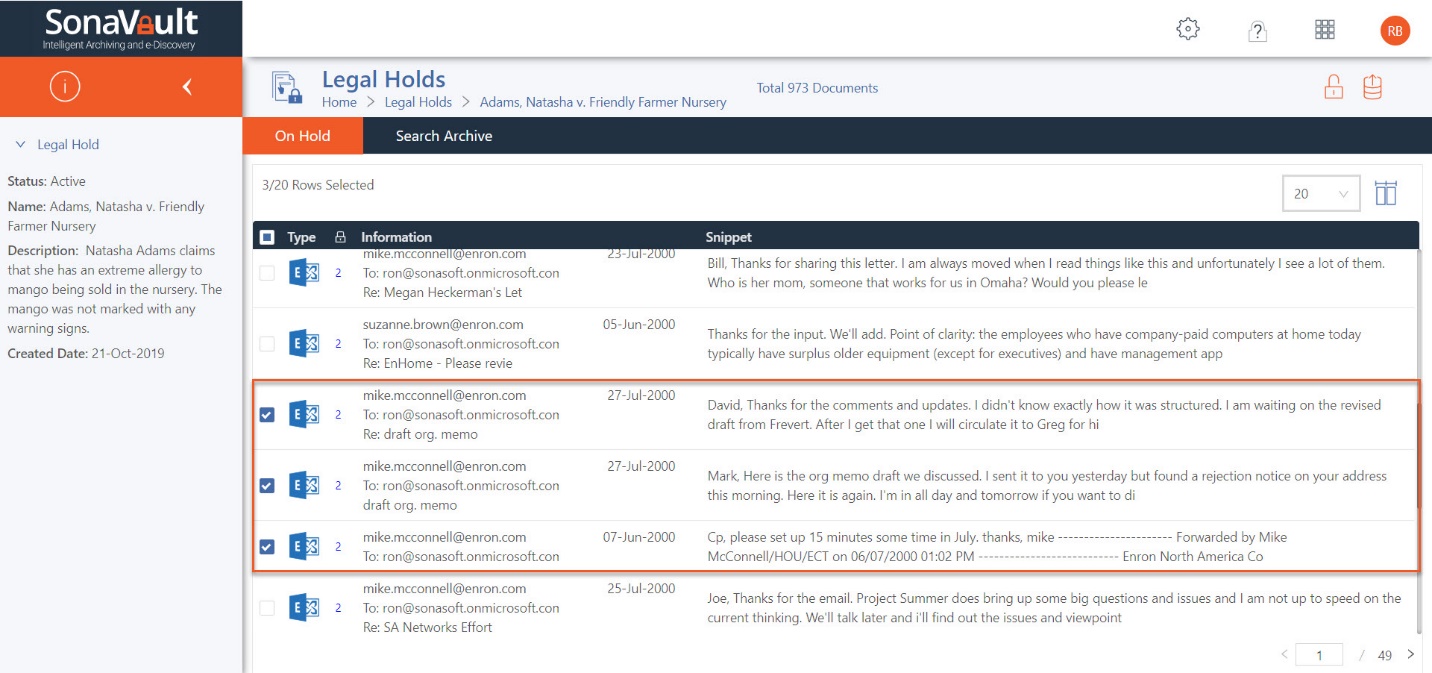 SonaVault
Intelligent Archiving and e-Discovery
?
RB
i
Legal Holds
Home > Legal Holds > Adams, Natasha v. Friendly Farmer Nursery
Total 973 Documents
On Hold
Search Archive
Legal Hold
Status: Active
Name: Adams, Natasha v. Friendly
Farmer Nursery
Description: Natasha Adams claims
that she has an extreme allergy to
mango being sold in the nursery. The
mango was not marked with any
warning signs.
Created Date: 21-Oct-2019
3/20 Rows Selected
20
Type Information Snippet
E 2
mike.mcconnell@enron.com 23-Jul-2000
To: ron@sonasoft.onmicrosoft.con
Re: Megan Heckerman's Let
Bill, Thanks for sharing this letter. I am always moved when I read things like this and unfortunately I see a lot of them.
Who is her mom, someone that works for us in Omaha? Would you please le
E 2
suzanne.brown@enron.com 05-Jun-2000
To: ron@sonasoft.onmicrosoft.con
Re: EnHome - Please revie
Thanks for the input. We'll add. Point of clarity: the employees who have company-paid computers at home today
typically have surplus older equipment (except for executives) and have management app
E 2
mike.mcconnell@enron.com 27-Jul-2000
To: ron@sonasoft.onmicrosoft.con
Re: draft org. memo
David, Thanks for the comments and updates. I didn't know exactly how it was structured. I am waiting on the revised
draft from Frevert. After I get that one I will circulate it to Greg for hi
E 2
mike.mcconnell@enron.com 27-Jul-2000
To: ron@sonasoft.onmicrosoft.con
draft org. memo
Mark, Here is the org memo draft we discussed. I sent it to you yesterday but found a rejection notice on your address
this morning. Here it is again. I'm in all day and tomorrow if you want to di
E 2
mike.mcconnell@enron.com 07-Jun-2000
To: ron@sonasoft.onmicrosoft.con
Cp, please set up 15 minutes some time in July. thanks, mike ---------------------- Forwarded by Mike
McConnell/HOU/ECT on 06/07/2000 01:02 PM --------------------------- Enron North America Co
E 2
mike.mcconnell@enron.com 25-Jul-2000
To: ron@sonasoft.onmicrosoft.con
Re: SA Networks Effort
Joe, Thanks for the email. Project Summer does bring up some big questions and issues and I am not up to speed on the
current thinking. We'll talk later and i'll find out the issues and viewpoint
< 1 / 49 >